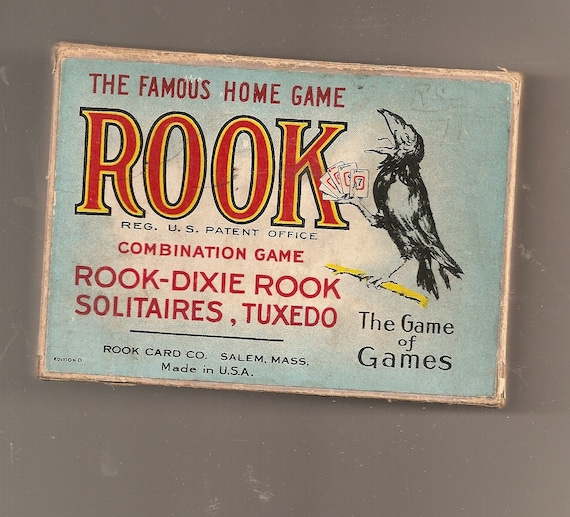 THE FAMOUS HOME GAME
ROOK
REG. U.S. PATENT OFFICE
COMBINATION GAME
ROOK-DIXIE ROOK
SOLITAIRES, TUXEDO
The Game
of
Games
ROOK CARD CO. SALEM, MASS.
Made in U.S.A.
EDITION D